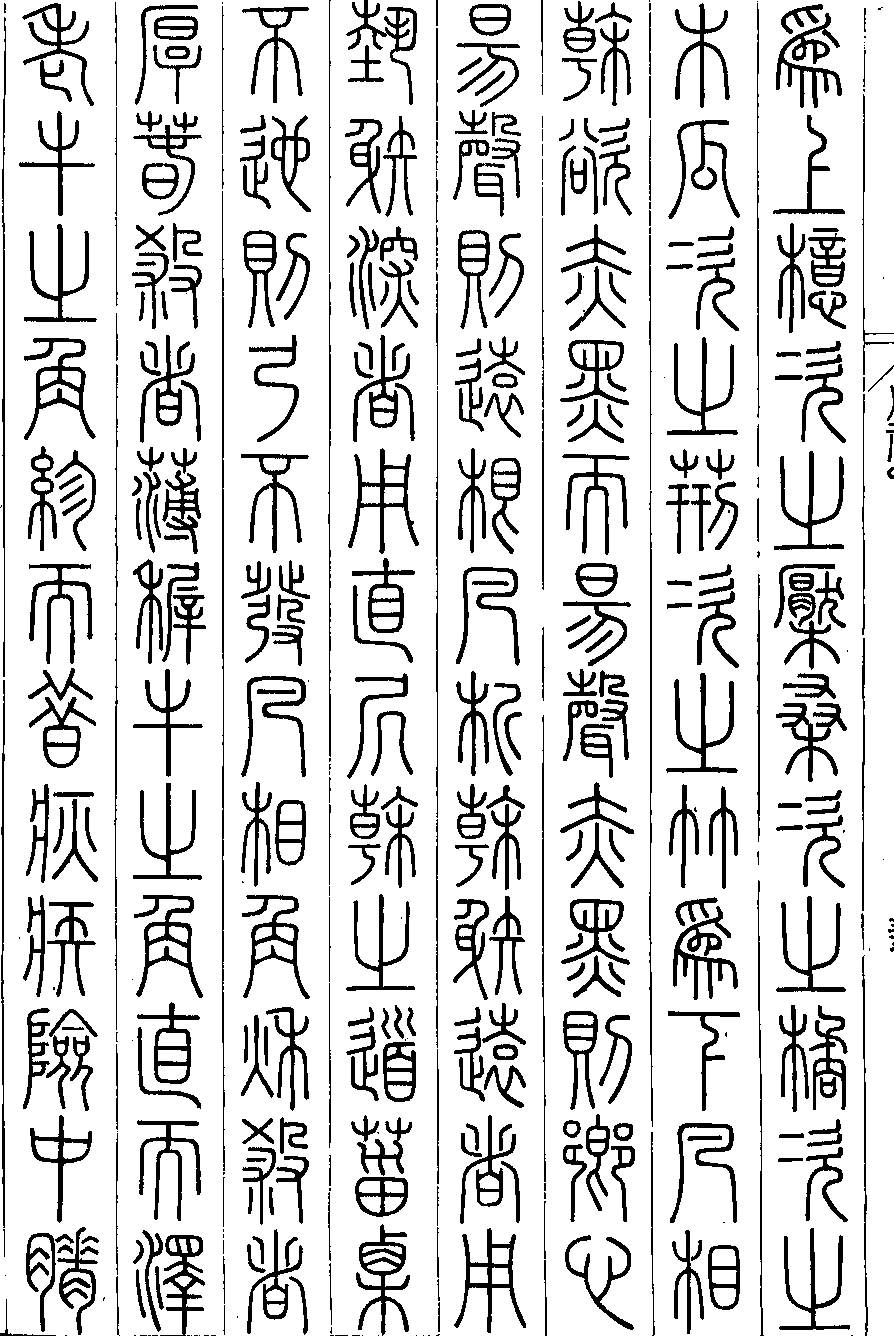 爲上檍次之檿桑次之橘次之
木瓜次之荊次之竹爲下凡相
幹欲赤黑而昜聲赤黑則鄉心
昜聲則遠根凡析幹射遠者用
埶射深者用直凥幹之道菑栗
不迆則弓不發凡相角秋殺者
厚春殺者薄稺牛之角直而澤
老牛之角紾而昔疢疾險中膌